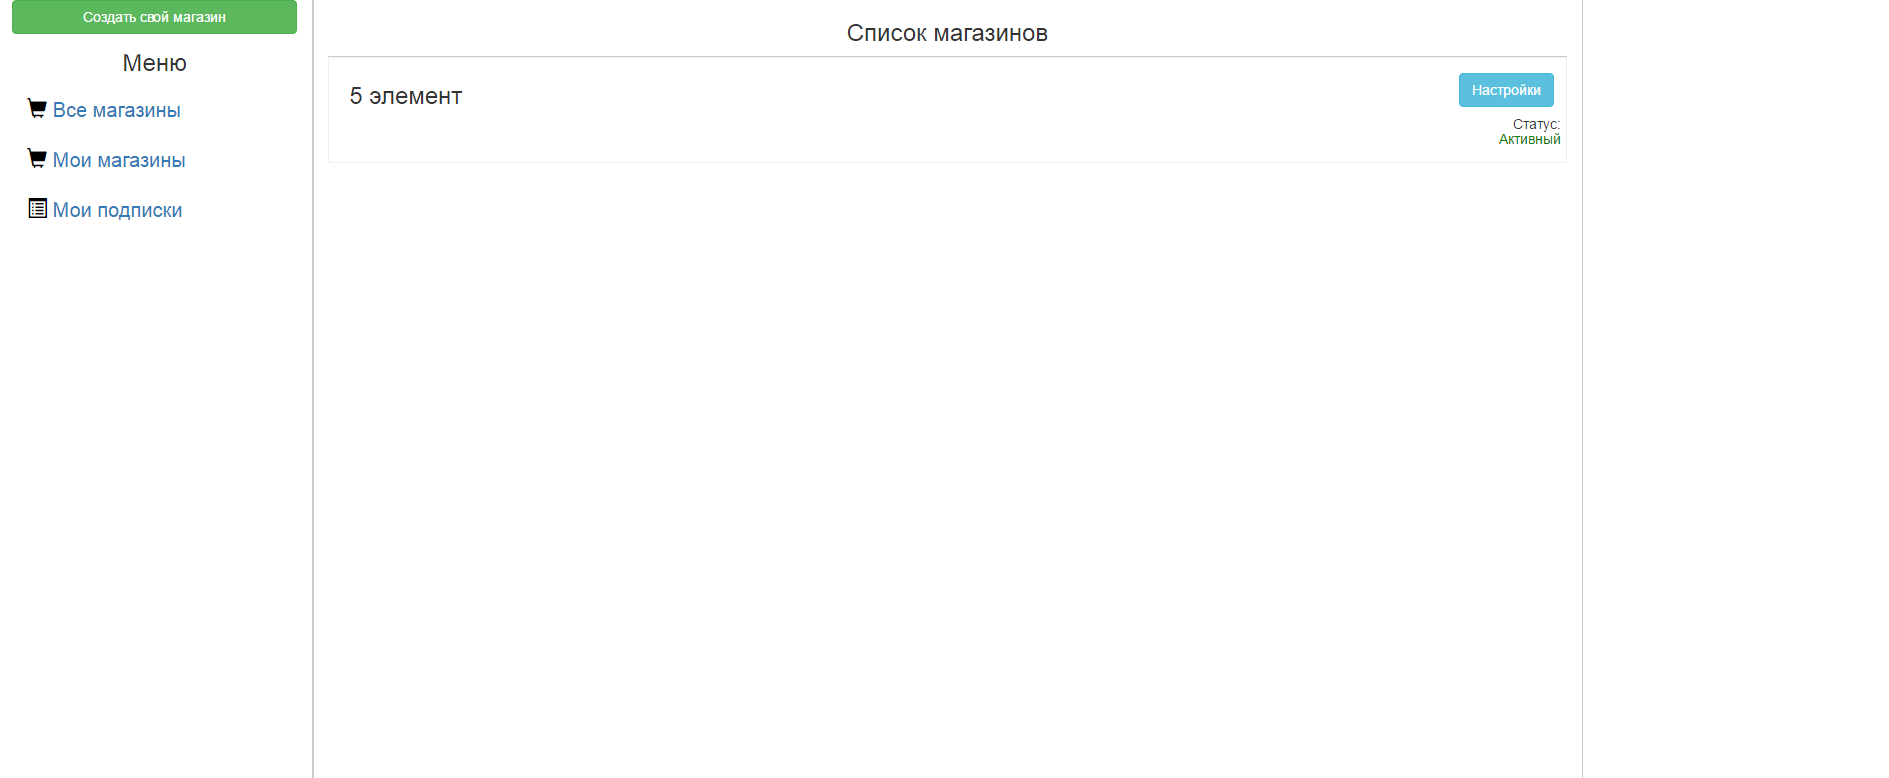 Создать свой магазин
Меню
Все магазины
Мои магазины
Мои подписки
Список магазинов
5 элемент
Настройки
Статус:
Активный